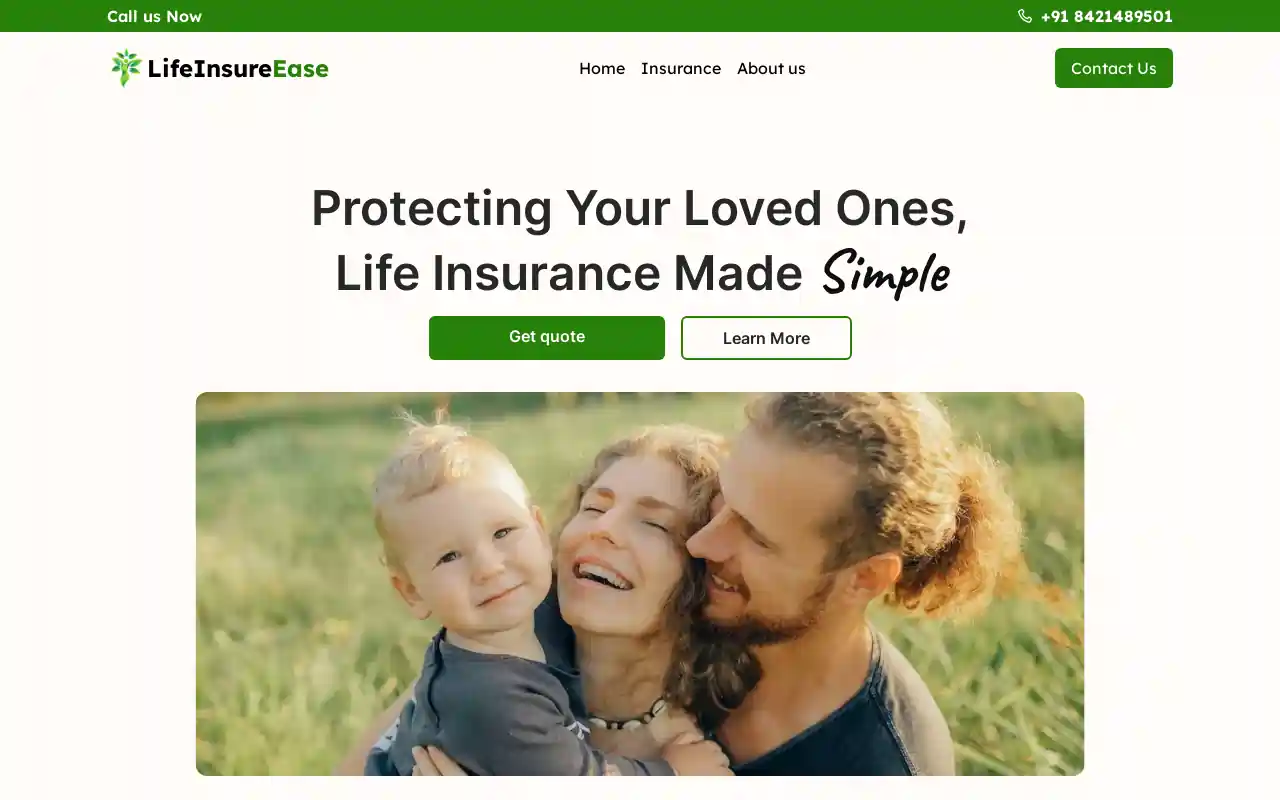 Call us Now
+91 8421489501
LifeInsureEase
Home
Insurance
About us
Contact Us
Protecting Your Loved Ones,
Life Insurance Made Simple
Get quote
Learn More